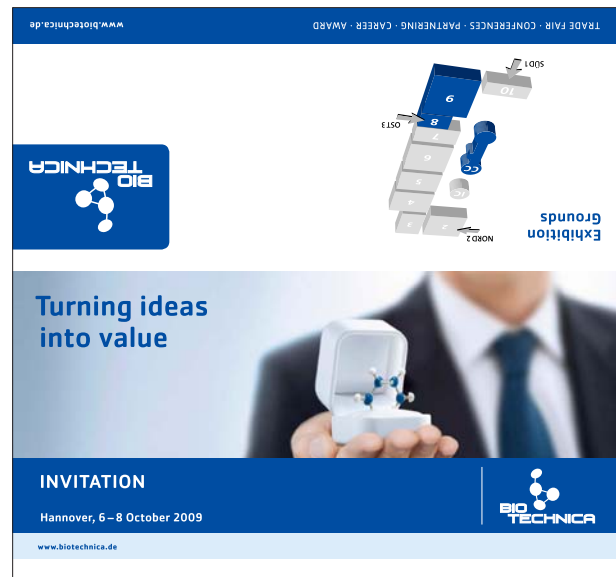 www.biotechnica.de
TRADE FAIR · CONFERENCES · PARTNERING · CAREER · AWARD
SÜD 1
10
9
OST 3
8
7
6
5
4
3
2
CC
IC
NORD 2
Exhibition
Grounds
BIO
TECHNICA
Turning ideas
into value
INVITATION
Hannover, 6 – 8 October 2009
BIO
TECHNICA
www.biotechnica.de